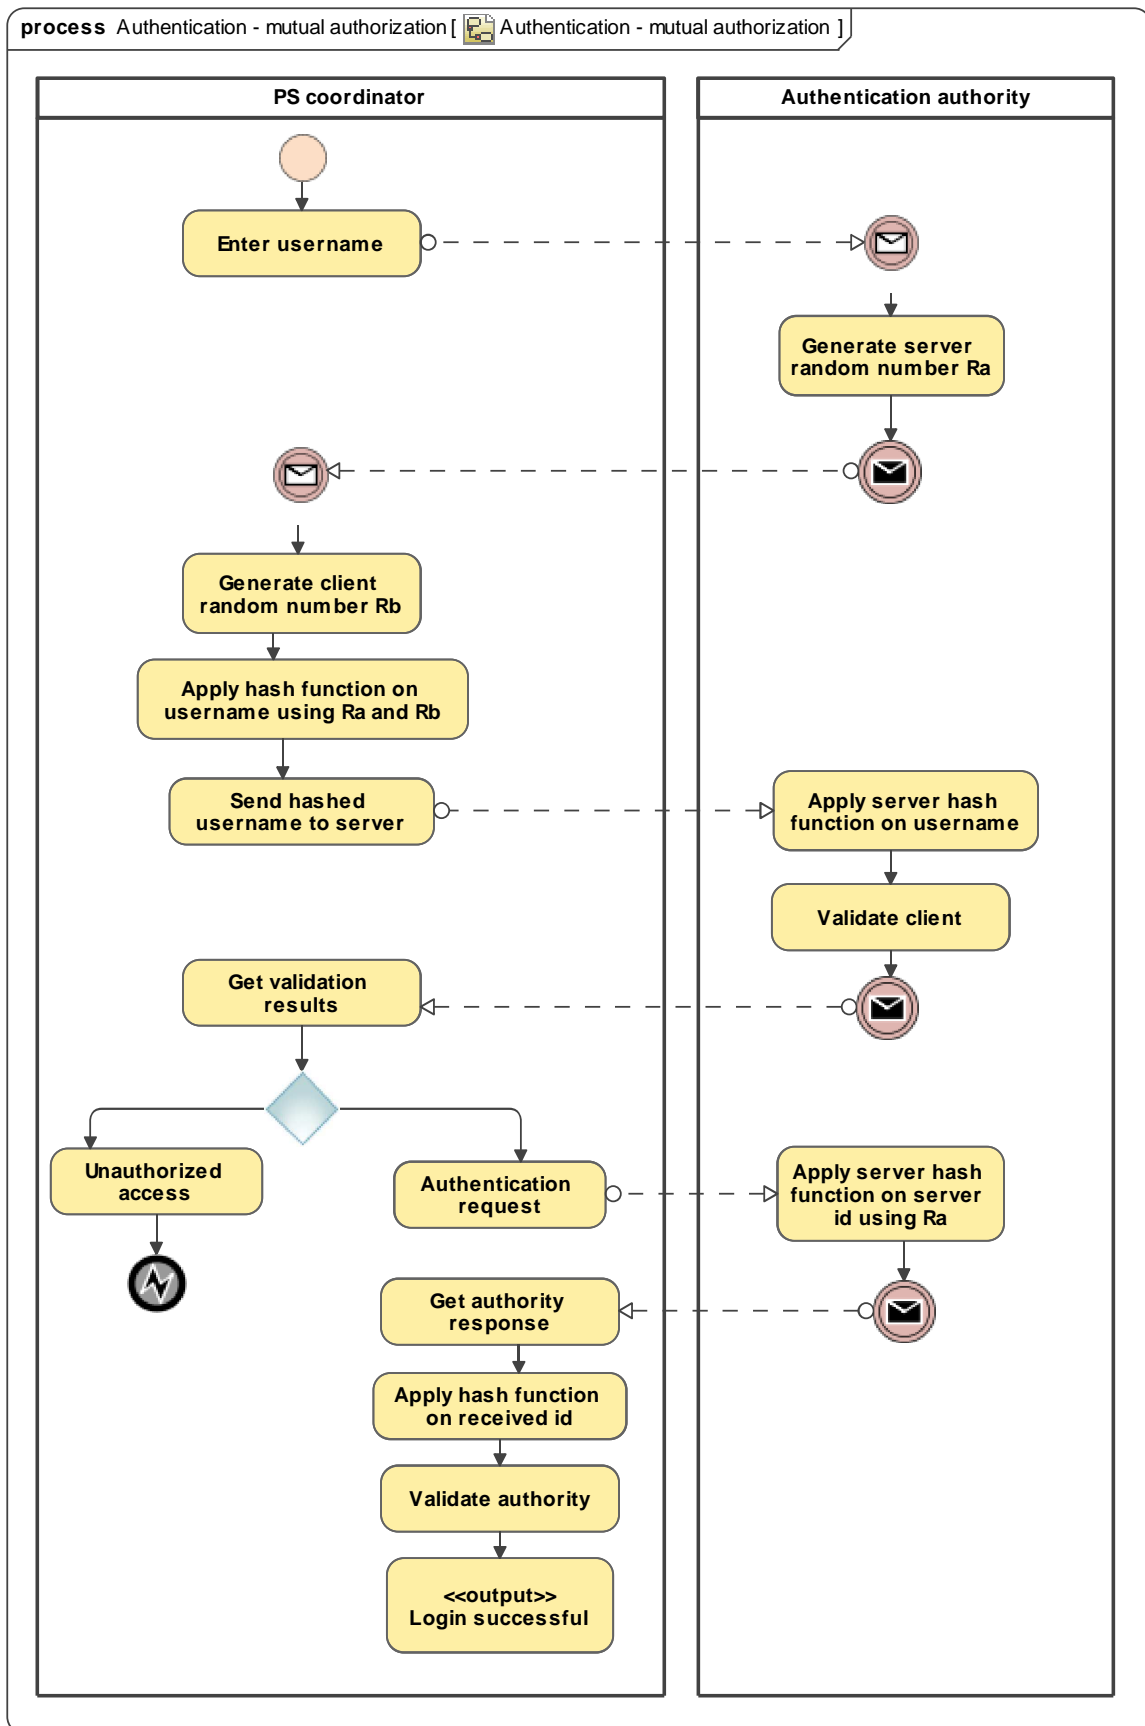 process Authentication - mutual authorization [ Authentication - mutual authorization ]
PS coordinator
Authentication authority
Enter username
Generate server
random number Ra
Generate client
random number Rb
Apply hash function on
username using Ra and Rb
Send hashed
username to server
Apply server hash
function on username
Validate client
Get validation
results
Unauthorized
access
Authentication
request
Apply server hash
function on server
id using Ra
Get authority
response
Apply hash function
on received id
Validate authority
<<output>>
Login successful